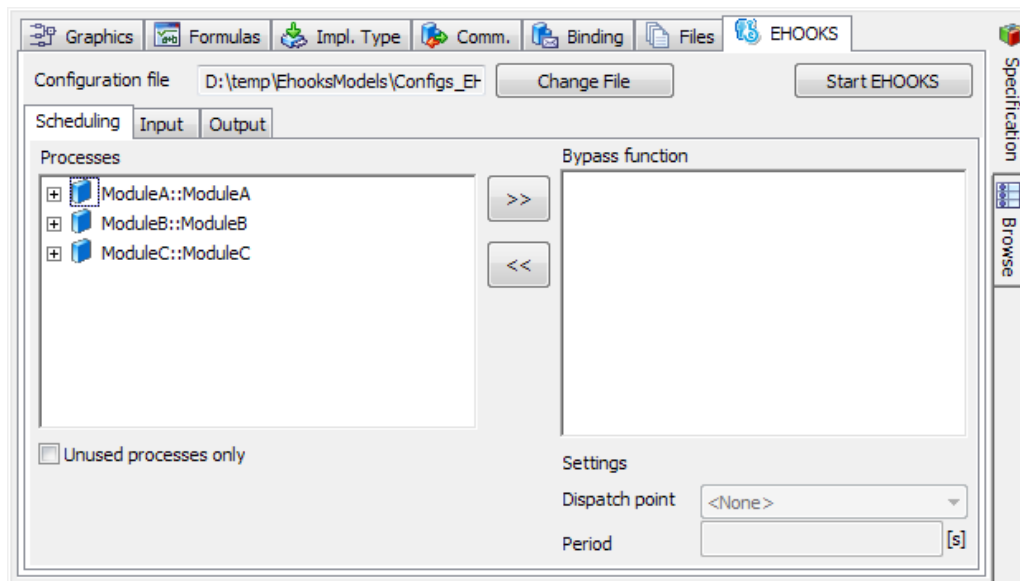 Graphics Formulas Impl. Type Comm. Binding Files EHOOKS
Configuration file D:\temp\EhooksModels\Configs_EH Change File Start EHOOKS
Scheduling Input Output
Processes
ModuleA::ModuleA
ModuleB::ModuleB
ModuleC::ModuleC
Unused processes only
>>
<<
Bypass function
Settings
Dispatch point <None>
Period [s]
Specification
Browse